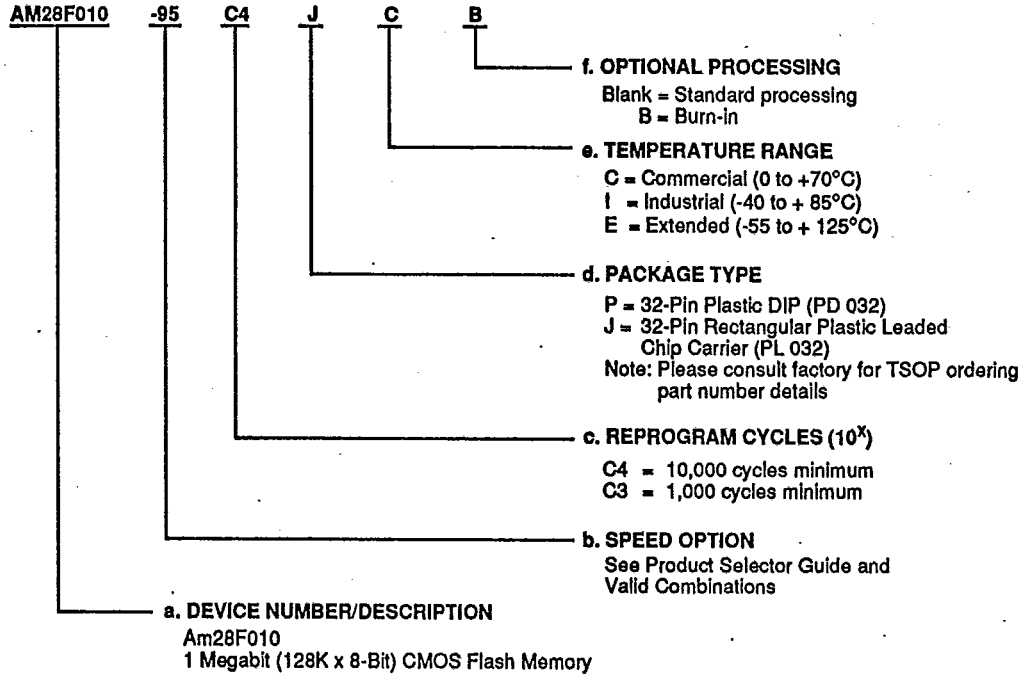 AM28F010 -95 C4 J C B
f. OPTIONAL PROCESSING
Blank = Standard processing
B = Burn-in
e. TEMPERATURE RANGE
C = Commercial (0 to +70°C)
I = Industrial (-40 to + 85°C)
E = Extended (-55 to + 125°C)
d. PACKAGE TYPE
P = 32-Pin Plastic DIP (PD 032)
J = 32-Pin Rectangular Plastic Leaded
Chip Carrier (PL 032)
Note: Please consult factory for TSOP ordering
part number details
c. REPROGRAM CYCLES (10^X)
C4 = 10,000 cycles minimum
C3 = 1,000 cycles minimum
b. SPEED OPTION
See Product Selector Guide and
Valid Combinations
a. DEVICE NUMBER/DESCRIPTION
Am28F010
1 Megabit (128K x 8-Bit) CMOS Flash Memory